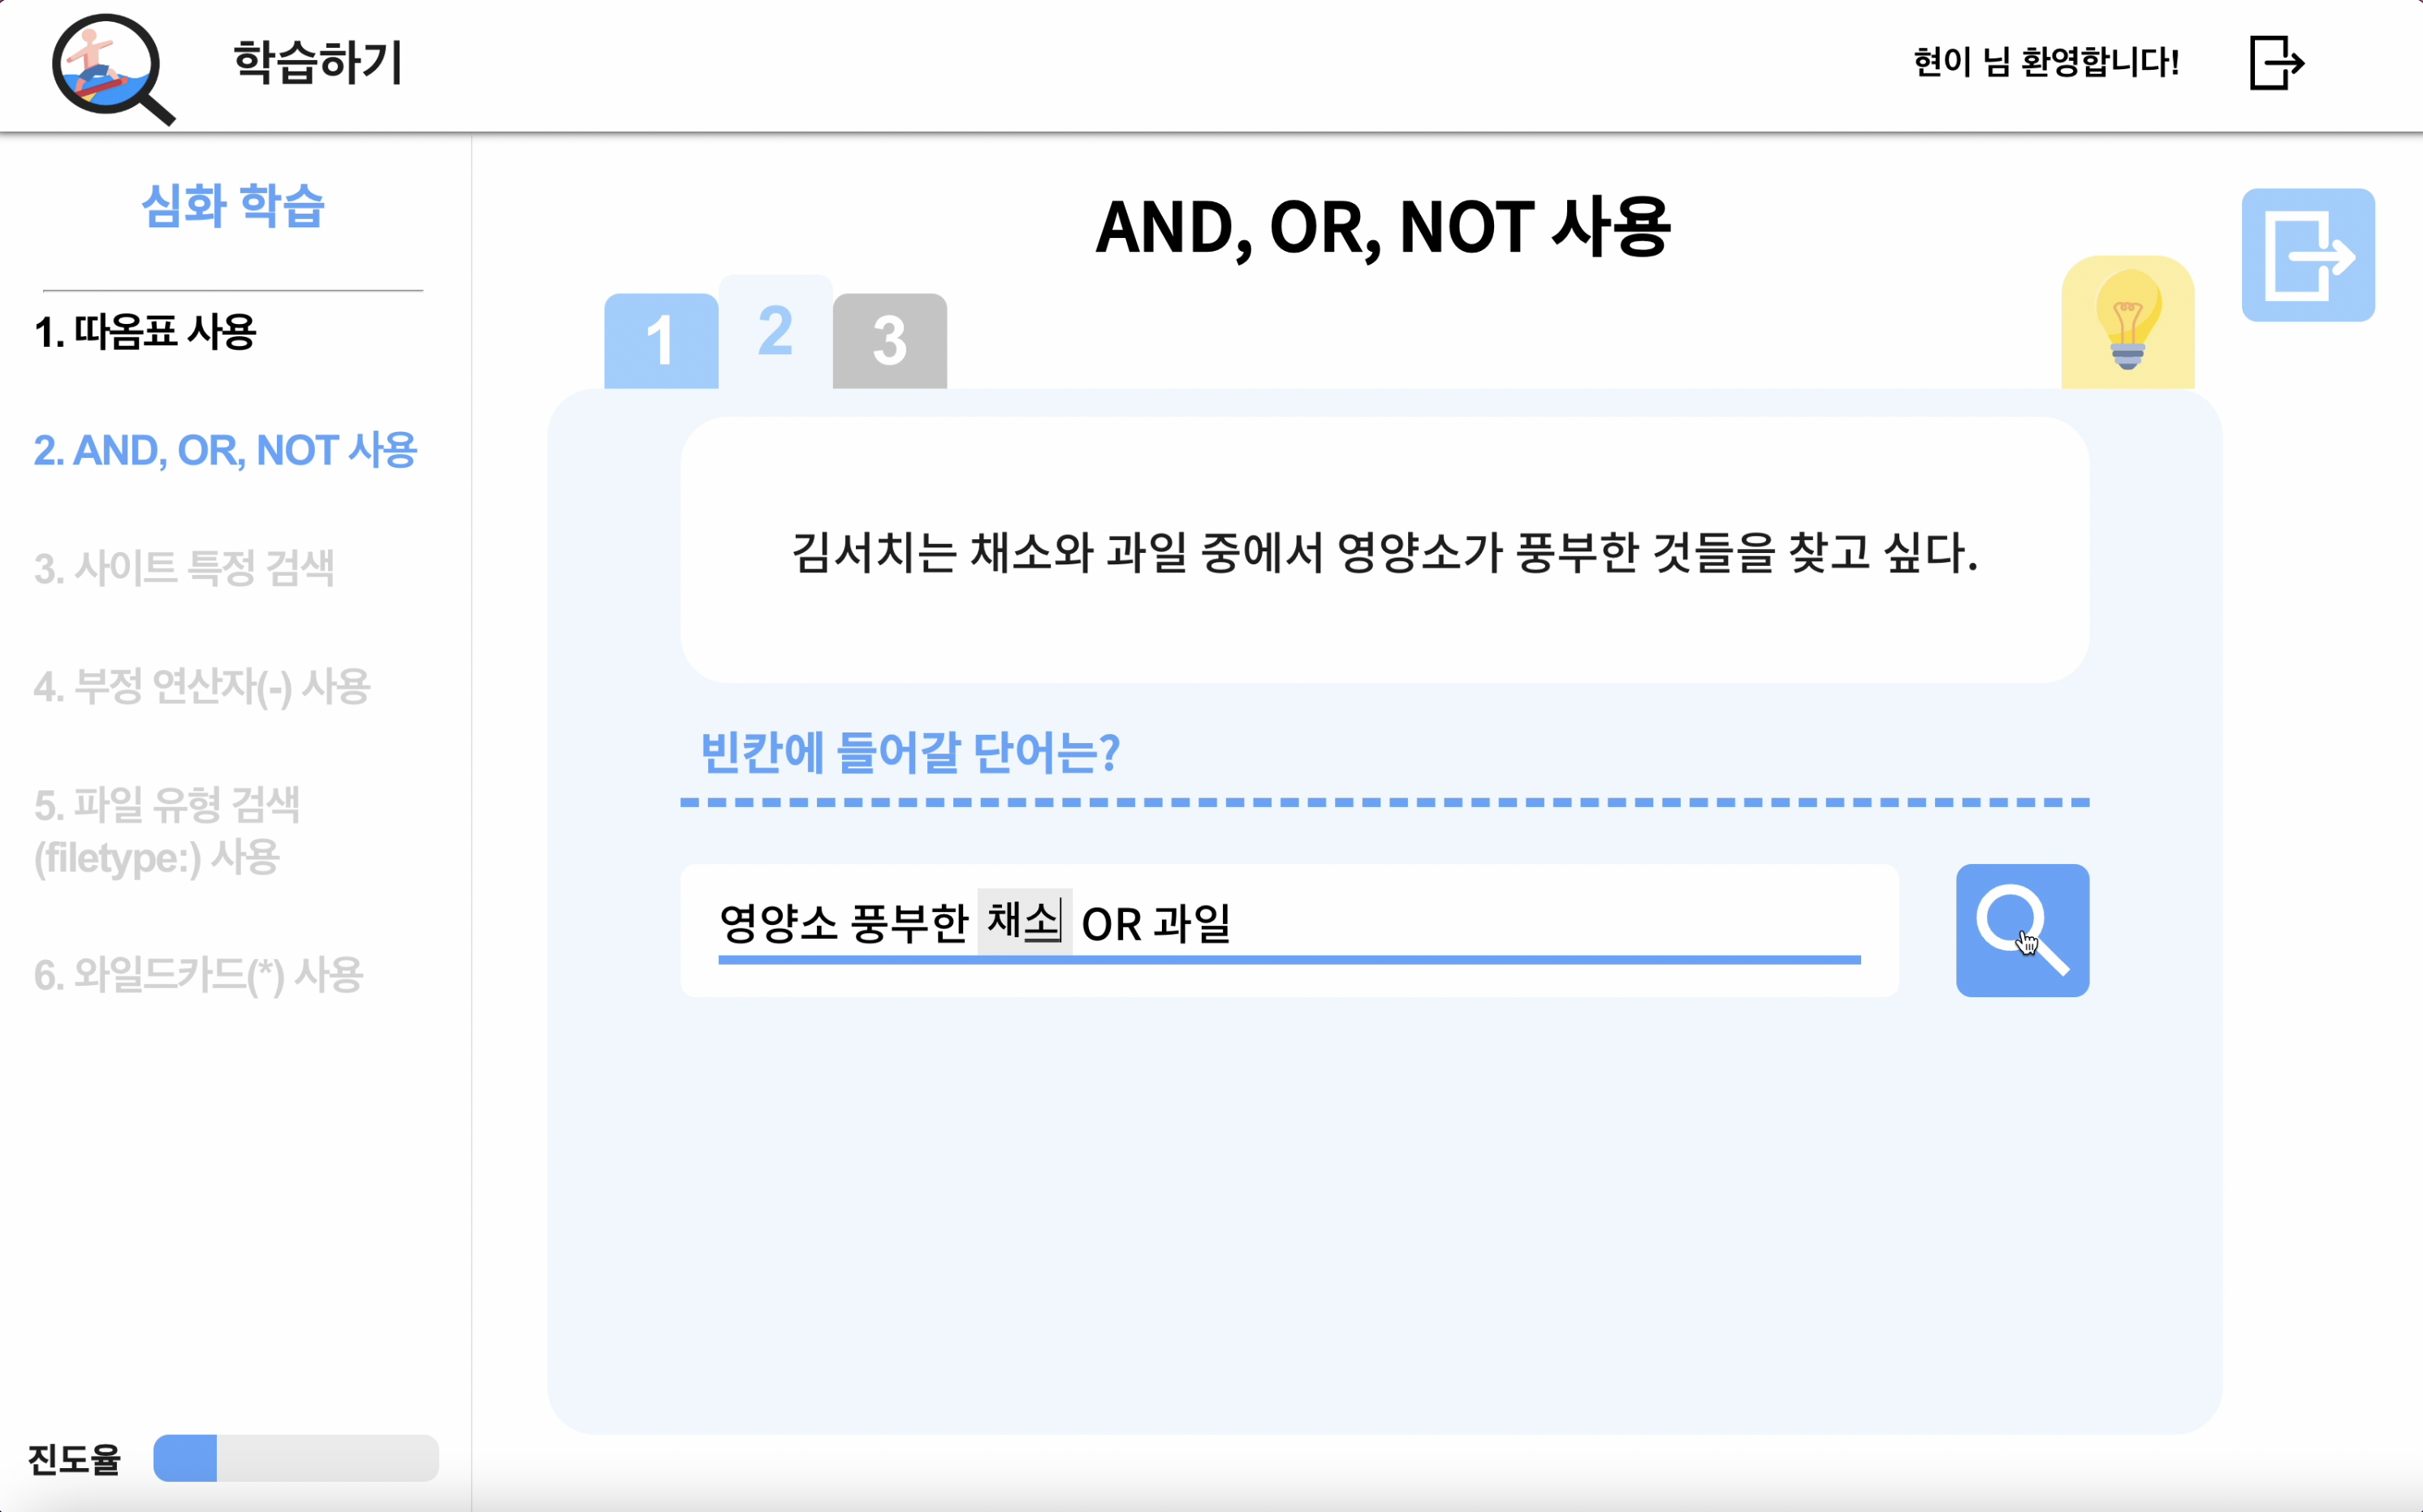 학습하기
현이 님 환영합니다!
심화 학습
1. 따음표 사용
2. AND, OR, NOT 사용
3. 사이트 특정 검색
4. 부정 연산자(-) 사용
5. 파일 유형 검색
(filetype:) 사용
6. 와일드카드(*) 사용
진도율
AND, OR, NOT 사용
1
2
3
김서치는 채소와 과일 중에서 영양소가 풍부한 것들을 찾고 싶다.
빈칸에 들어갈 단어는?
영양소 풍부한 채소 OR 과일